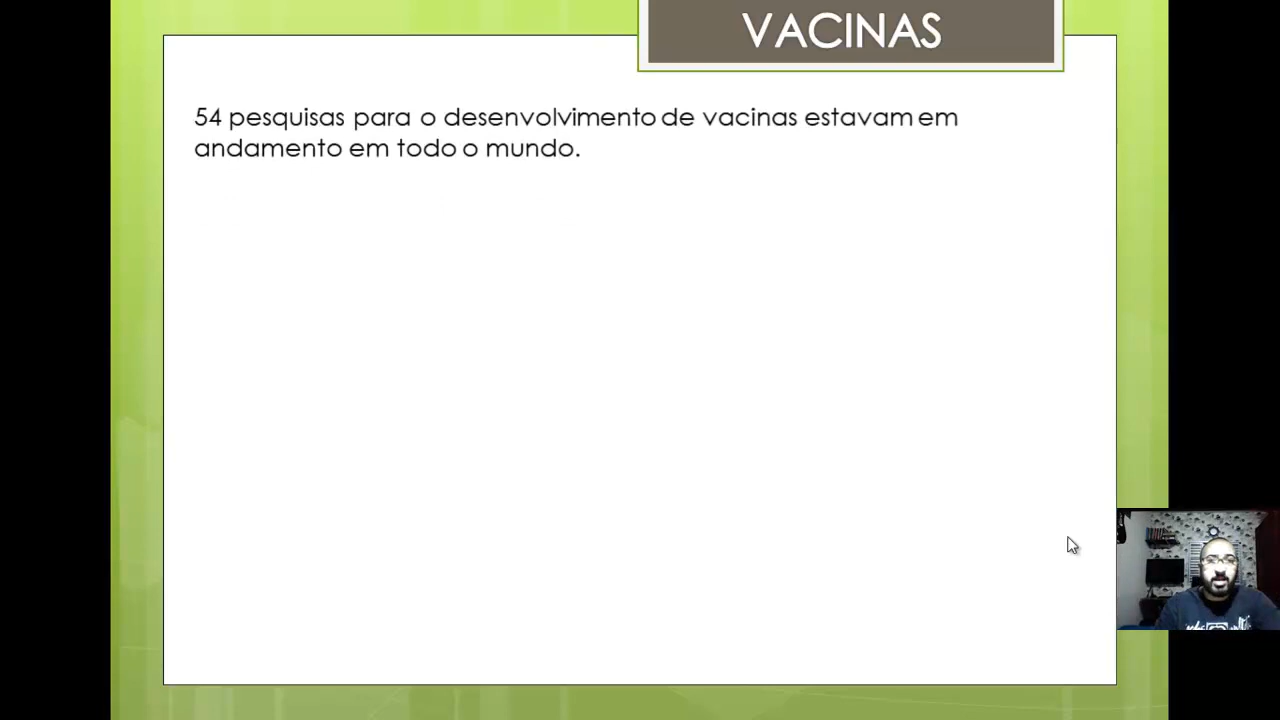 VACINAS
54 pesquisas para o desenvolvimento de vacinas estavam em
andamento em todo o mundo.